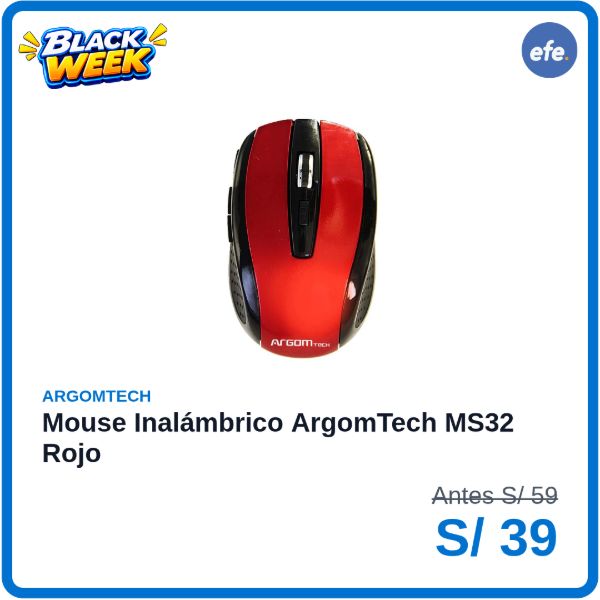 BLACK
WEEK
efe.
ARGOMTECH
ARGOMTECH
Mouse Inalámbrico ArgomTech MS32
Rojo
Antes S/ 59
S/ 39